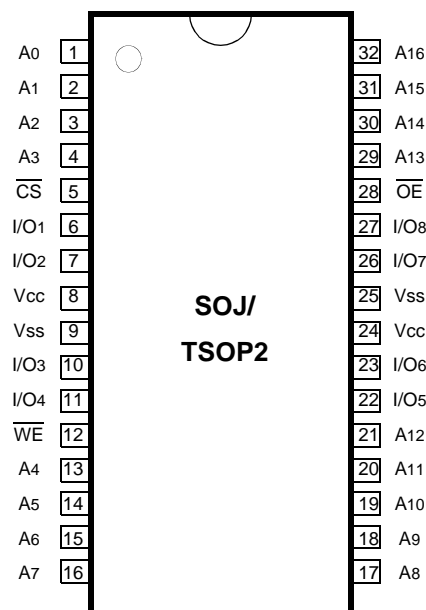 A0 1 32 A16
A1 2 31 A15
A2 3 30 A14
A3 4 29 A13
C̅S̅ 5 28 O̅E̅
I/O1 6 27 I/O8
I/O2 7 26 I/O7
Vcc 8 25 Vss
SOJ/
Vss 9 24 Vcc
TSOP2
I/O3 10 23 I/O6
I/O4 11 22 I/O5
W̅E̅ 12 21 A12
A4 13 20 A11
A5 14 19 A10
A6 15 18 A9
A7 16 17 A8